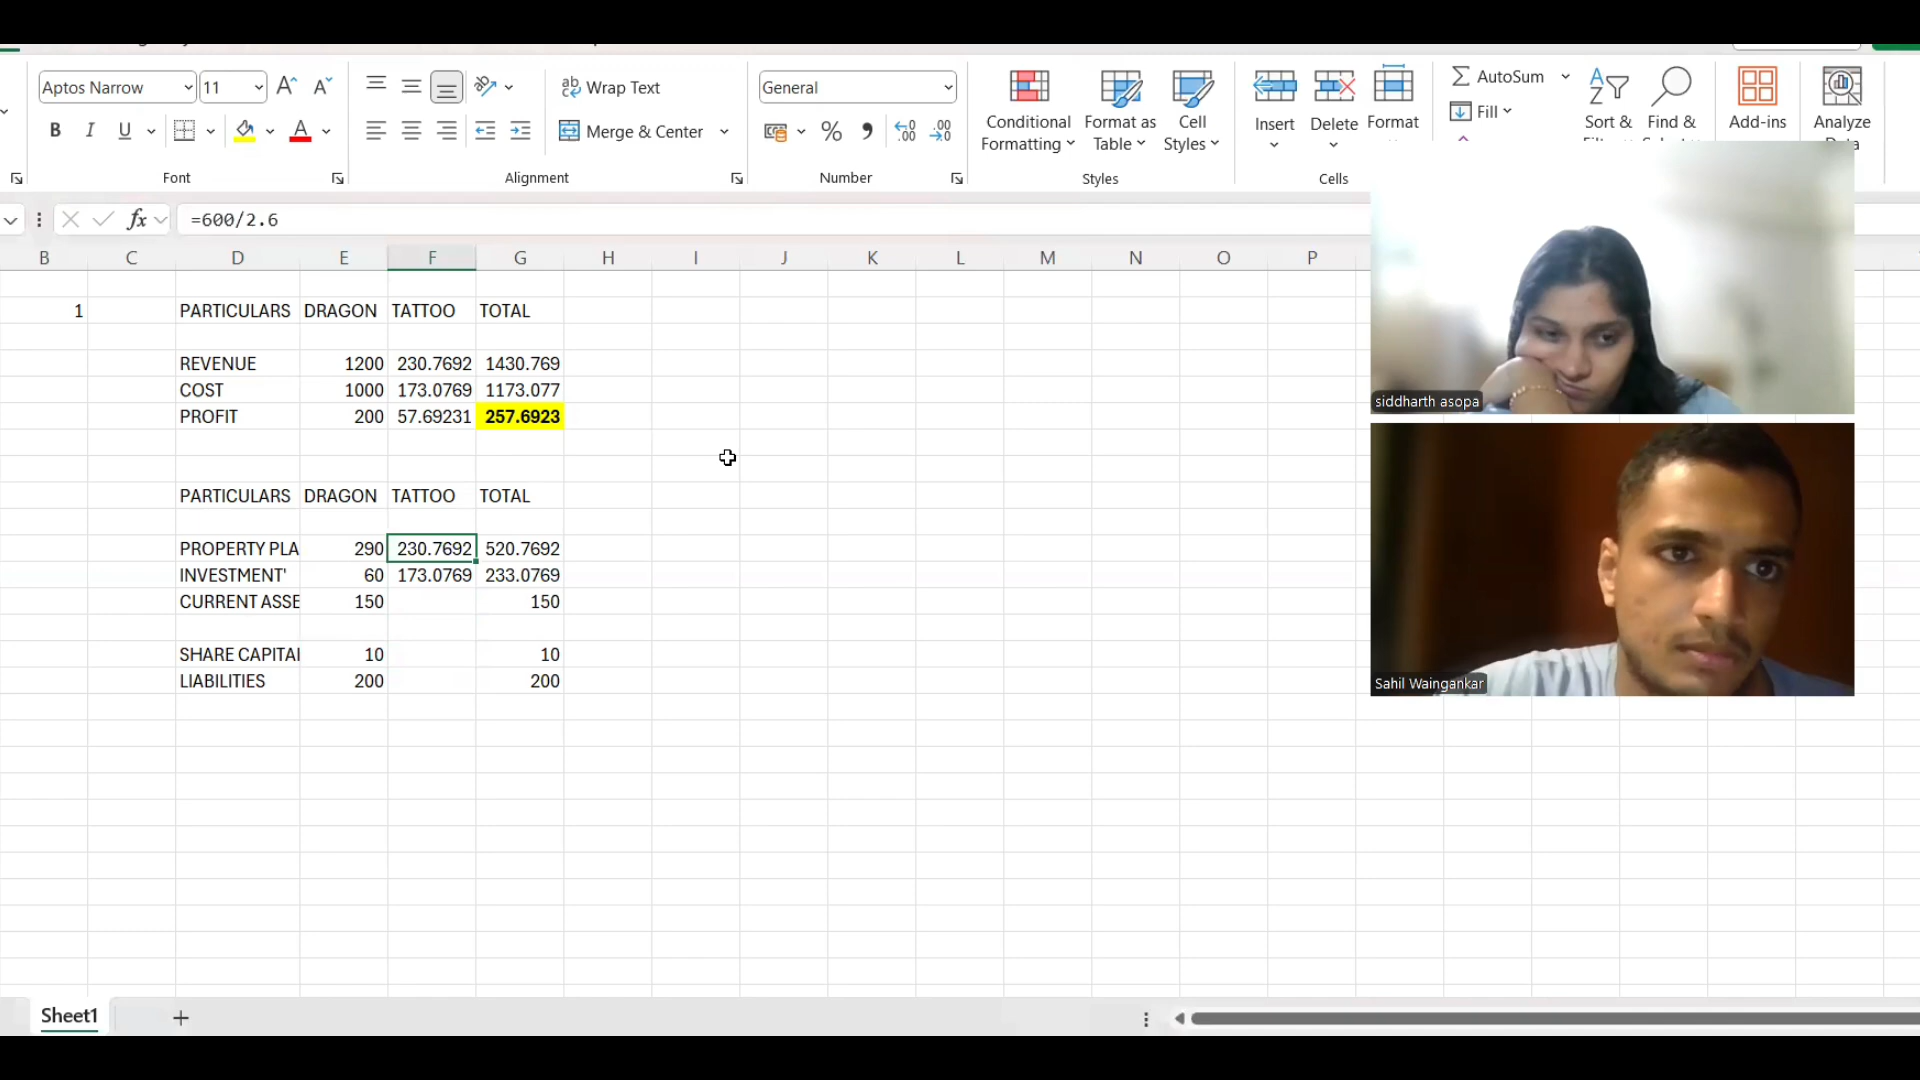 Aptos Narrow 11 Wrap Text General AutoSum
B I U Merge & Center % Fill
Conditional Formatting Format as Table Cell Styles Insert Delete Format Sort & Find & Add-ins Analyze
Font Alignment Number Styles Cells
fx =600/2.6
B C D E F G H I J K L M N O P
1 PARTICULARS DRAGON TATTOO TOTAL
REVENUE 1200 230.7692 1430.769
COST 1000 173.0769 1173.077
PROFIT 200 57.69231 257.6923
PARTICULARS DRAGON TATTOO TOTAL
PROPERTY PLA 290 230.7692 520.7692
INVESTMENT' 60 173.0769 233.0769
CURRENT ASSE 150 150
SHARE CAPITAL 10 10
LIABILITIES 200 200
siddharth asopa
Sahil Waingankar
Sheet1